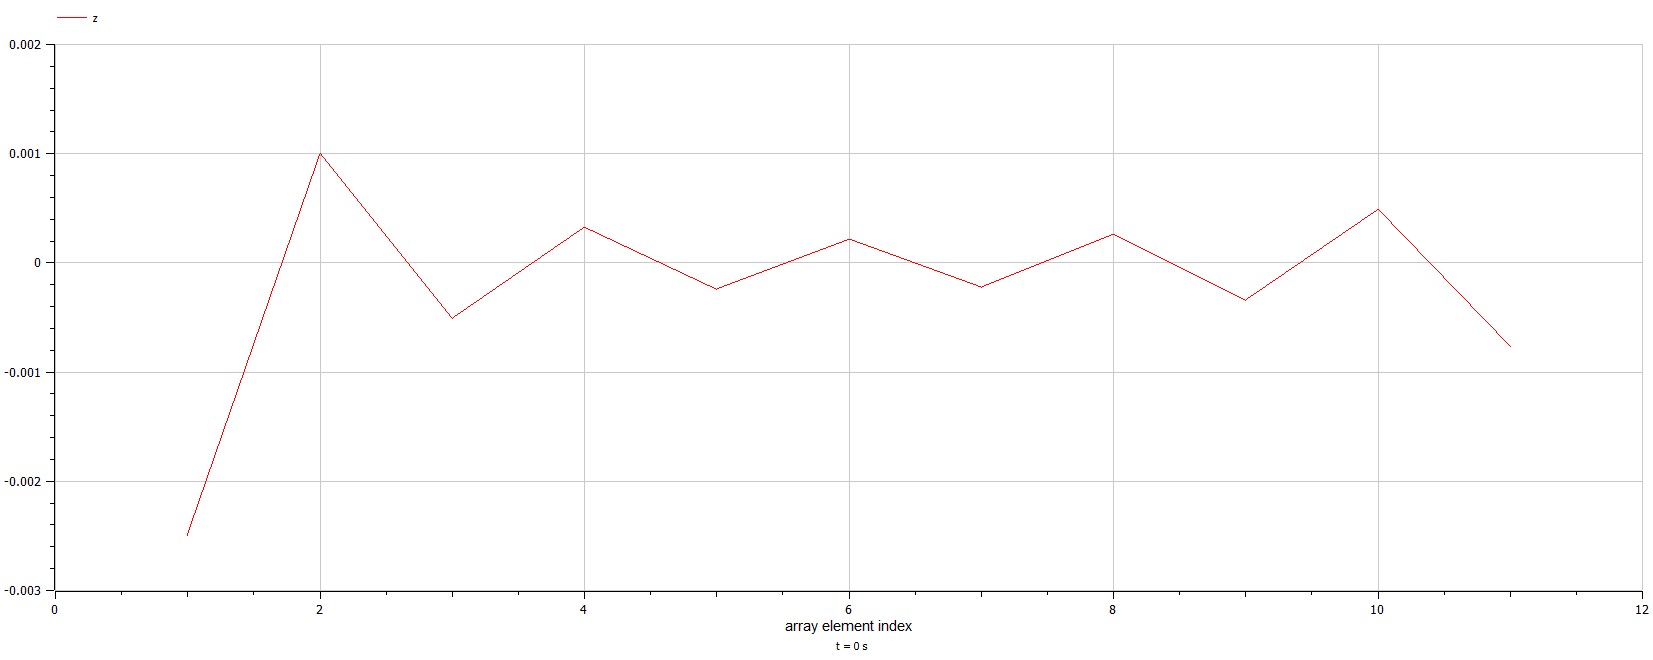 z
0.002
0.001
0
-0.001
-0.002
-0.003
0 2 4 6 8 10 12
array element index
t = 0 s